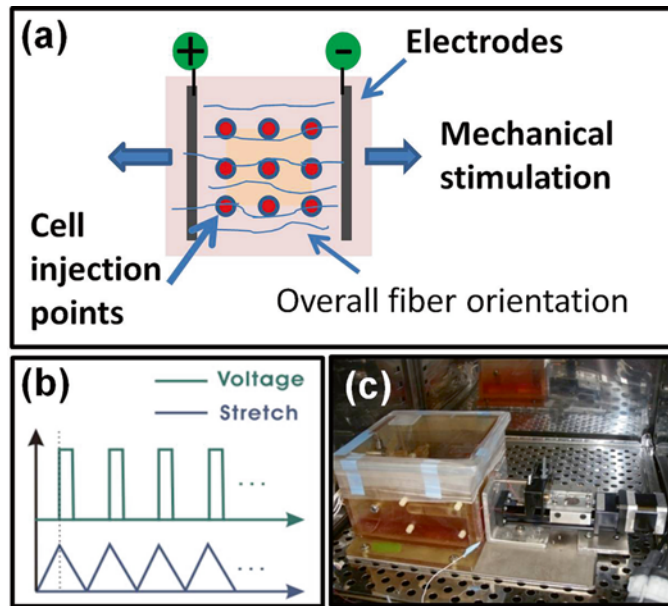 (a)
+
-
Electrodes
Mechanical
stimulation
Cell
injection
points
Overall fiber orientation
(b)
Voltage
Stretch
...
...
(c)